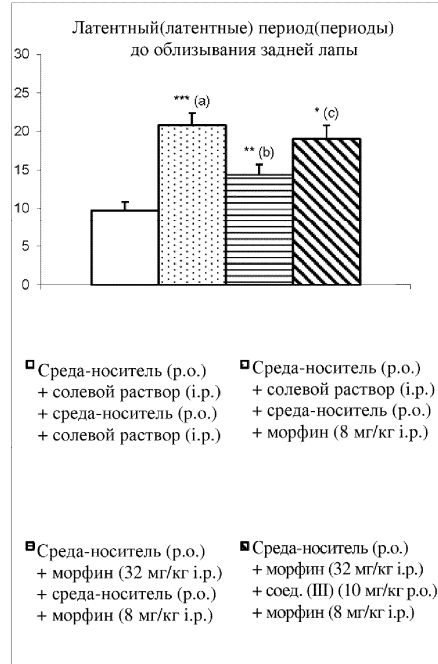 Латентный(латентные) период(периоды)
до облизывания задней лапы
30
25
20
15
10
5
0
*** (a)
** (b)
* (c)
Среда-носитель (p.o.)
+ солевой раствор (i.p.)
+ среда-носитель (p.o.)
+ солевой раствор (i.p.)
Среда-носитель (p.o.)
+ солевой раствор (i.p.)
+ среда-носитель (p.o.)
+ морфин (8 мг/кг i.p.)
Среда-носитель (p.o.)
+ морфин (32 мг/кг i.p.)
+ среда-носитель (p.o.)
+ морфин (8 мг/кг i.p.)
Среда-носитель (p.o.)
+ морфин (32 мг/кг i.p.)
+ соед. (III) (10 мг/кг p.o.)
+ морфин (8 мг/кг i.p.)